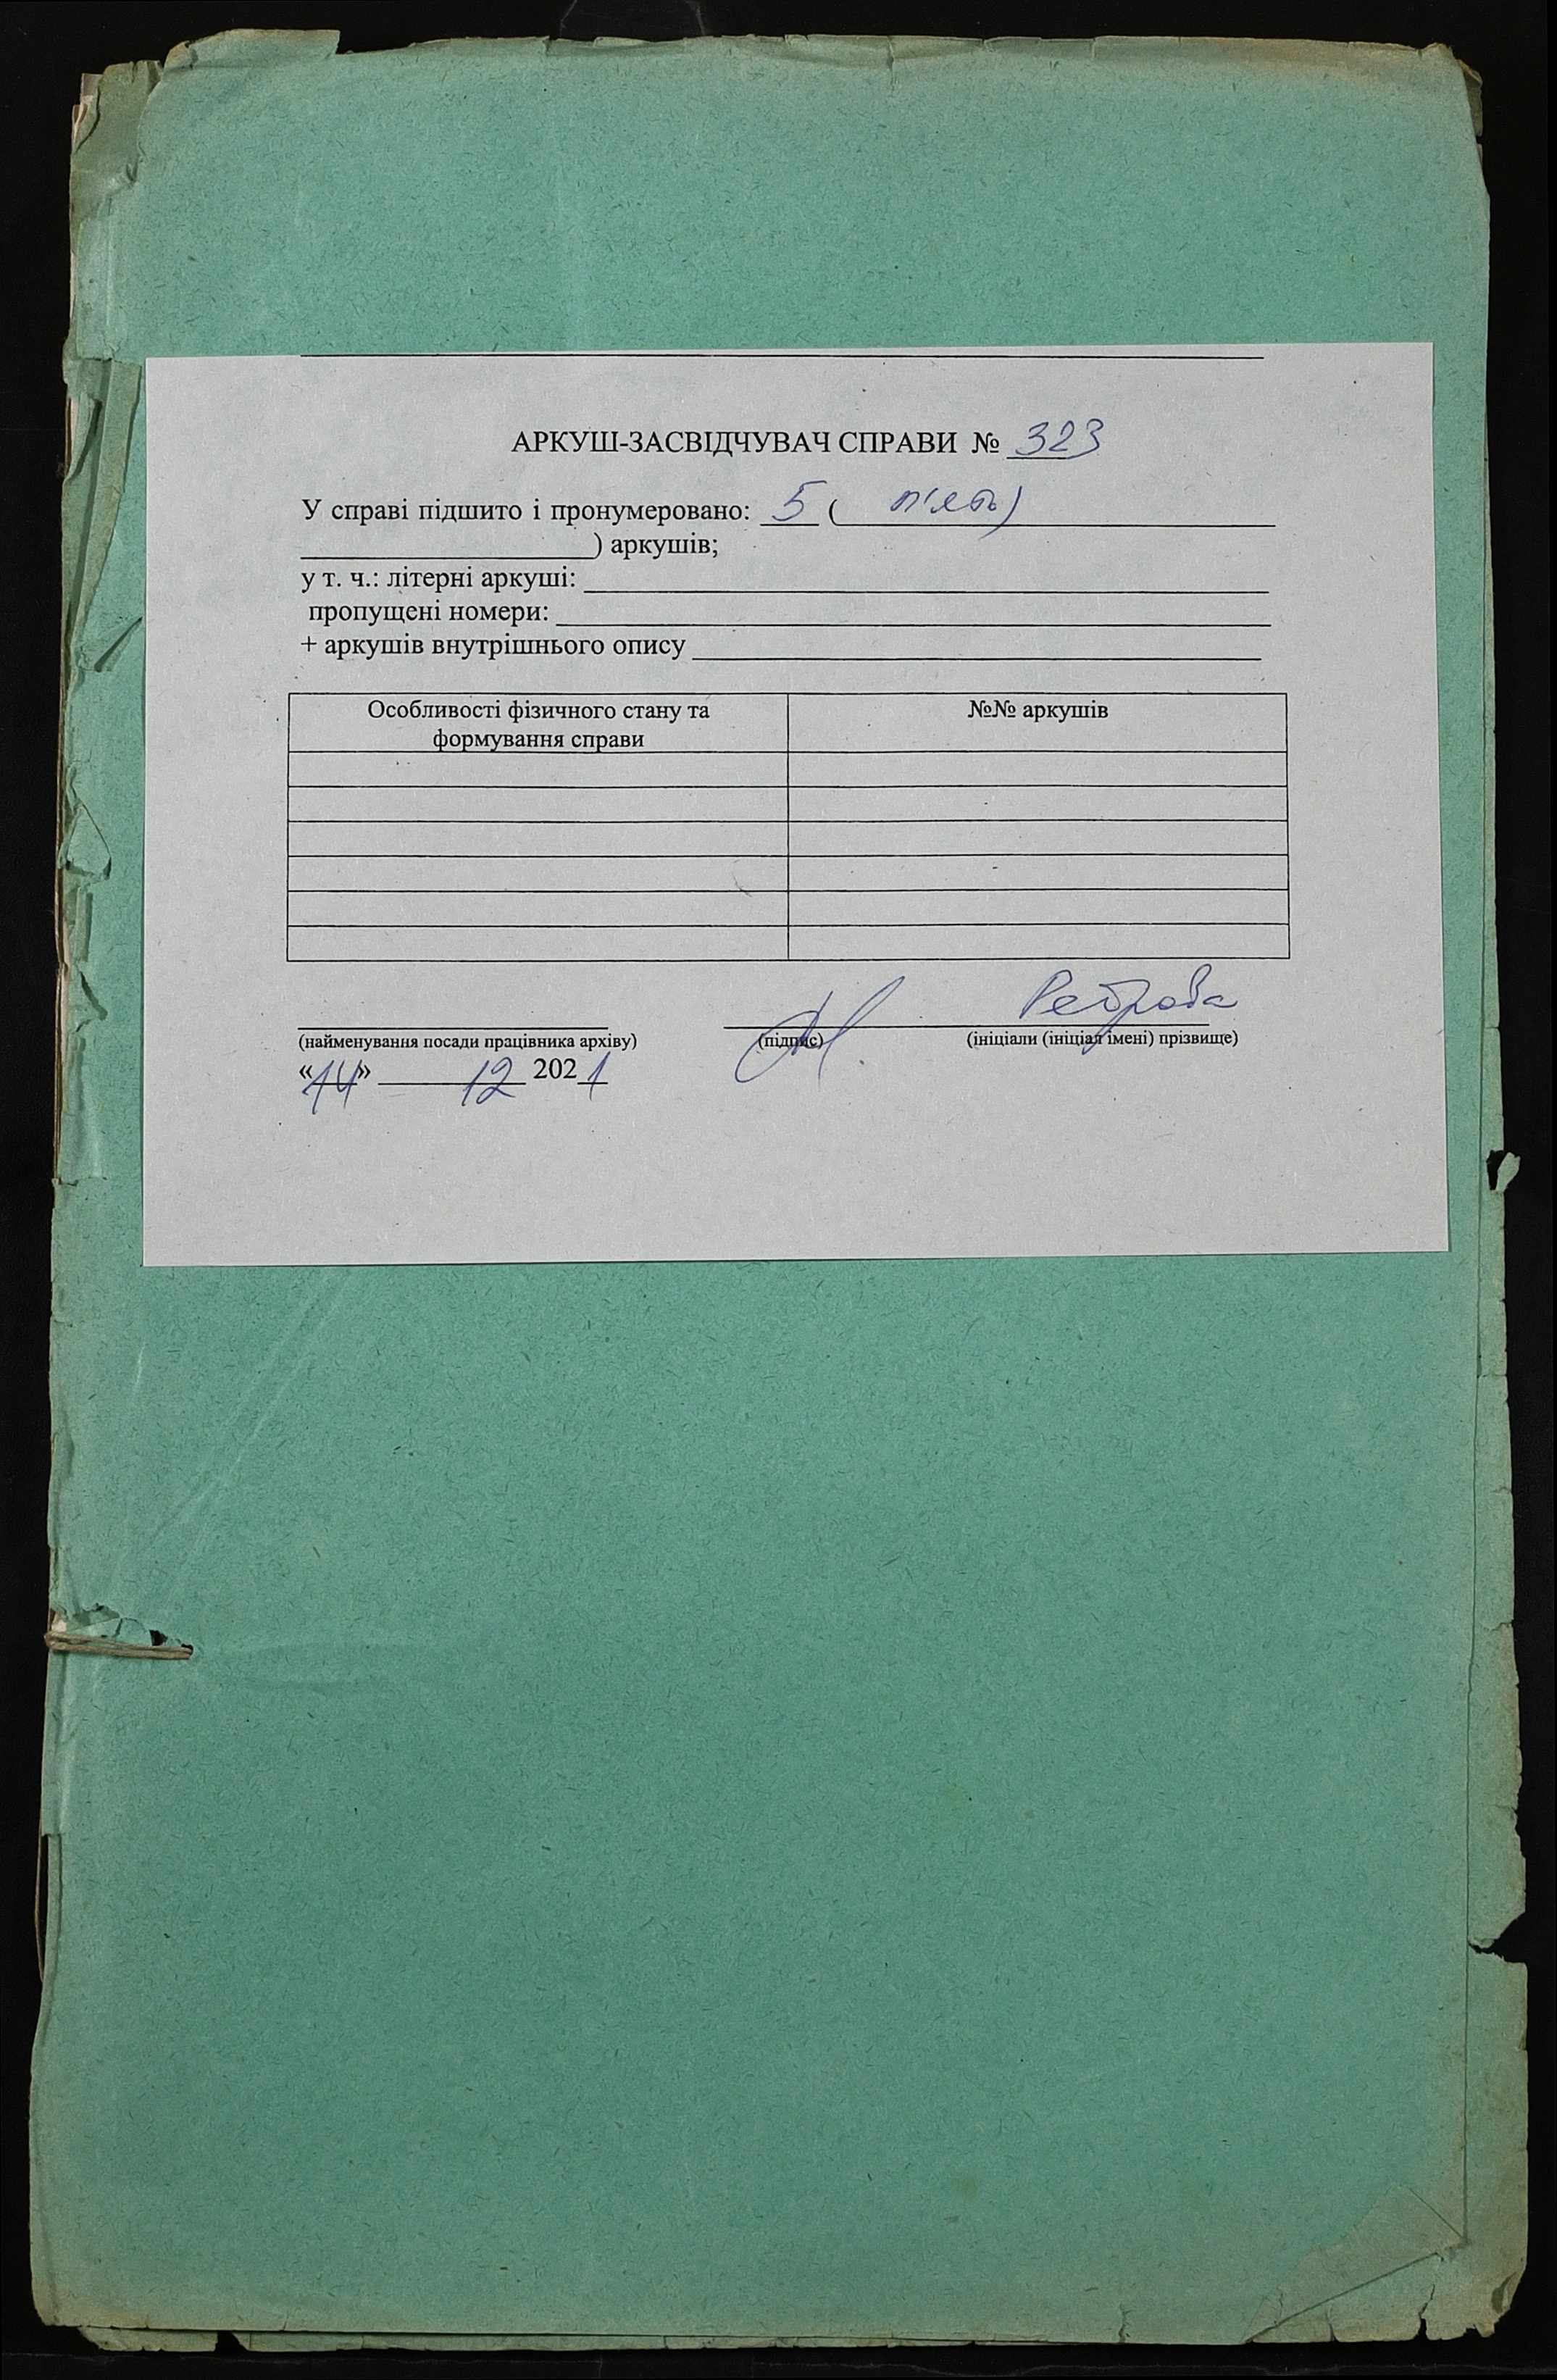 АРКУШ-ЗАСВІДЧУВАЧ СПРАВИ № 323
У справі підшито і пронумеровано: 5 ( п'ять)
) аркушів;
у т. ч.: літерні аркуші:
пропущені номери:
+ аркушів внутрішнього опису
Особливості фізичного стану та
формування справи
№№ аркушів
Реброва
(найменування посади працівника архіву) (підпис) (ініціали (ініціал імені) прізвище)
«14» 12 2021